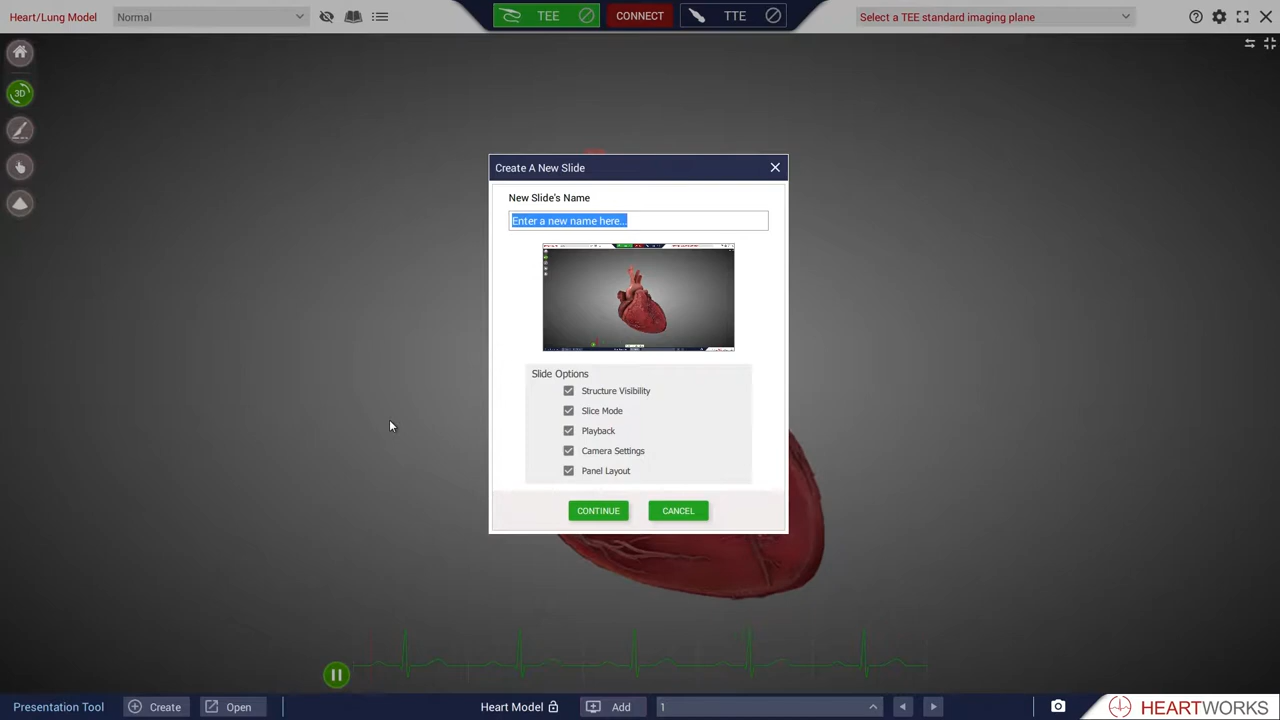 Heart/Lung Model
Normal
TEE
CONNECT
TTE
Select a TEE standard imaging plane
3D
Create A New Slide
New Slide's Name
Enter a new name here...
Slide Options
Structure Visibility
Slice Mode
Playback
Camera Settings
Panel Layout
CONTINUE
CANCEL
Presentation Tool
Create
Open
Heart Model
Add
1
HEARTWORKS